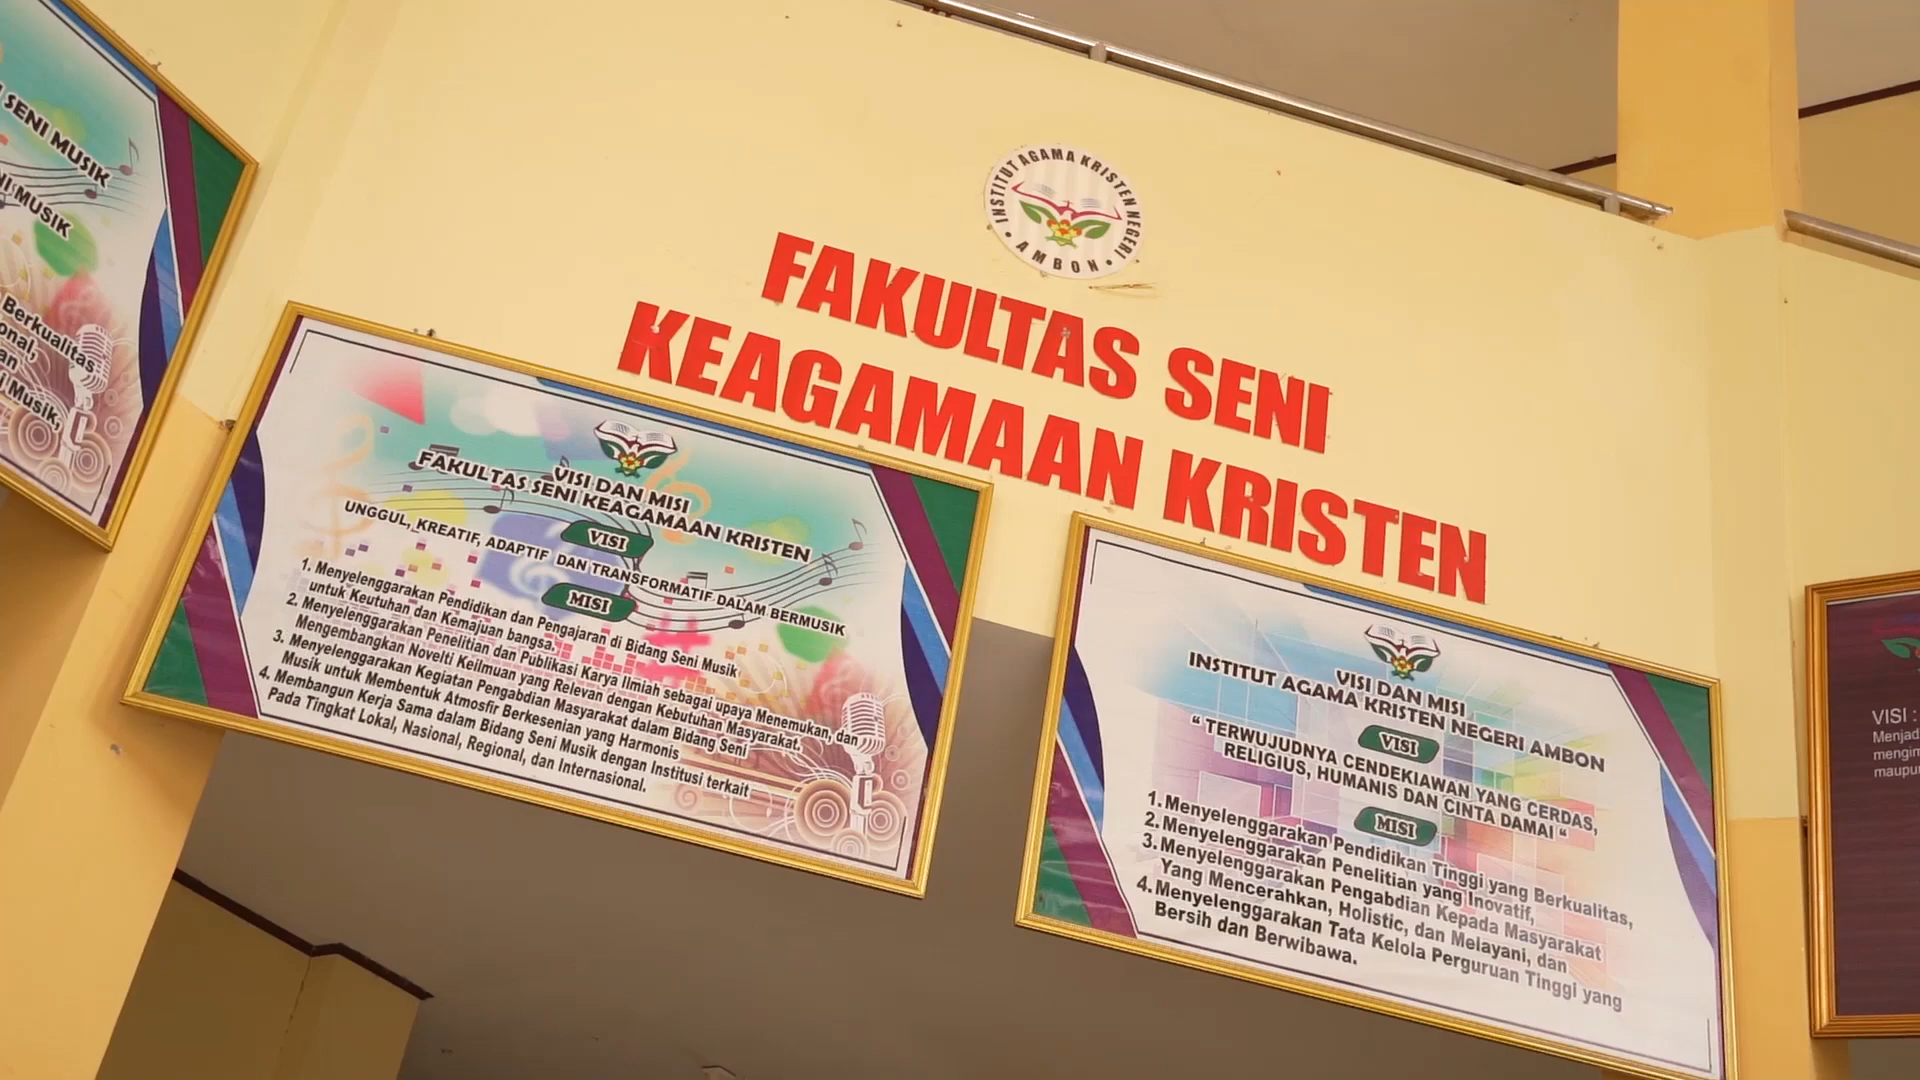 SENI MUSIK
MUSIK
Berkualitas
Musik,
INSTITUT AGAMA KRISTEN NEGERI
• AMBON •
FAKULTAS SENI
KEAGAMAAN KRISTEN
VISI DAN MISI
FAKULTAS SENI KEAGAMAAN KRISTEN
VISI
UNGGUL, KREATIF, ADAPTIF DAN TRANSFORMATIF DALAM BERMUSIK
MISI
1. Menyelenggarakan Pendidikan dan Pengajaran di Bidang Seni Musik
untuk Keutuhan dan Kemajuan bangsa.
2. Menyelenggarakan Penelitian dan Publikasi Karya Ilmiah sebagai upaya Menemukan, dan
Mengembangkan Novelti Keilmuan yang Relevan dengan Kebutuhan Masyarakat.
3. Menyelenggarakan Kegiatan Pengabdian Masyarakat dalam Bidang Seni
Musik untuk Membentuk Atmosfir Berkesenian yang Harmonis
4. Membangun Kerja Sama dalam Bidang Seni Musik dengan Institusi terkait
Pada Tingkat Lokal, Nasional, Regional, dan Internasional.
VISI DAN MISI
INSTITUT AGAMA KRISTEN NEGERI AMBON
VISI
“ TERWUJUDNYA CENDEKIAWAN YANG CERDAS,
RELIGIUS, HUMANIS DAN CINTA DAMAI “
MISI
1. Menyelenggarakan Pendidikan Tinggi yang Berkualitas,
2. Menyelenggarakan Penelitian yang Inovatif,
3. Menyelenggarakan Pengabdian Kepada Masyarakat
Yang Mencerahkan, Holistic, dan Melayani, dan
4. Menyelenggarakan Tata Kelola Perguruan Tinggi yang
Bersih dan Berwibawa.
VISI :